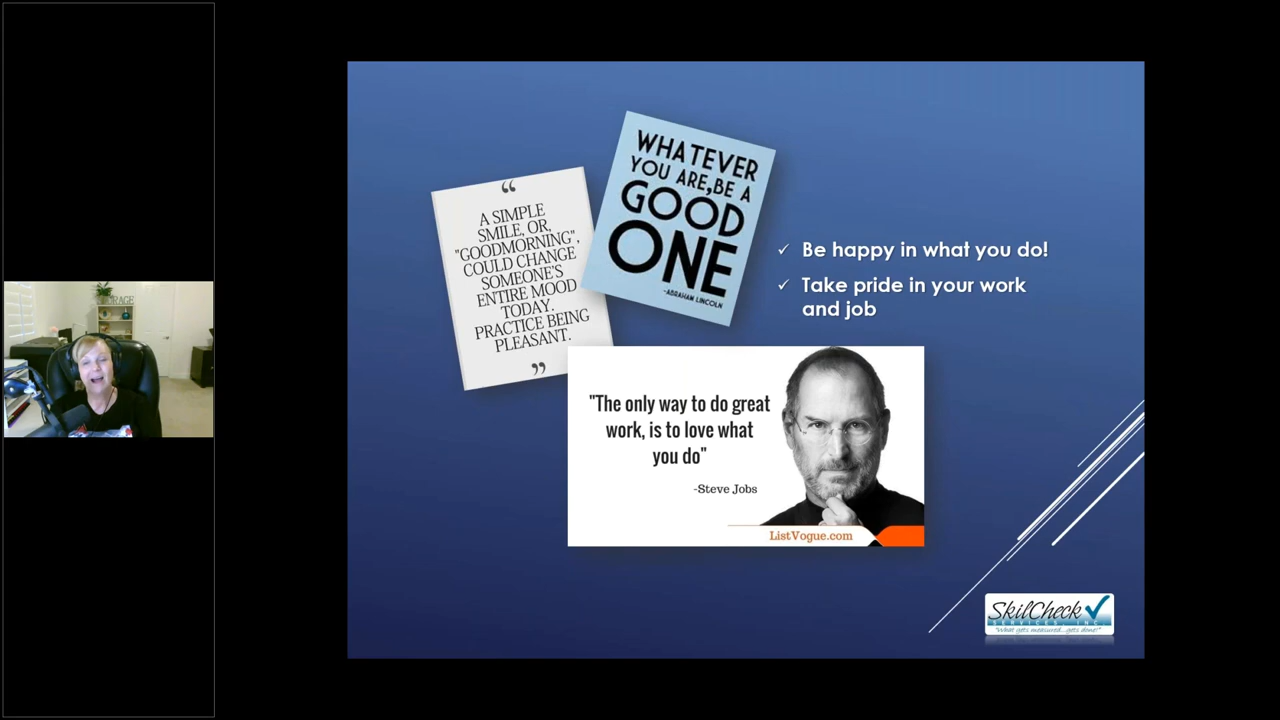 “
A SIMPLE
SMILE, OR,
"GOODMORNING",
COULD CHANGE
SOMEONE'S
ENTIRE MOOD
TODAY.
PRACTICE BEING
PLEASANT.
”
WHATEVER
YOU ARE, BE A
GOOD
ONE
-ABRAHAM LINCOLN
✓ Be happy in what you do!
✓ Take pride in your work
and job
"The only way to do great
work, is to love what
you do"
-Steve Jobs
ListVogue.com
SkilCheck
SERVICES, INC.
"What gets measured...gets done!"